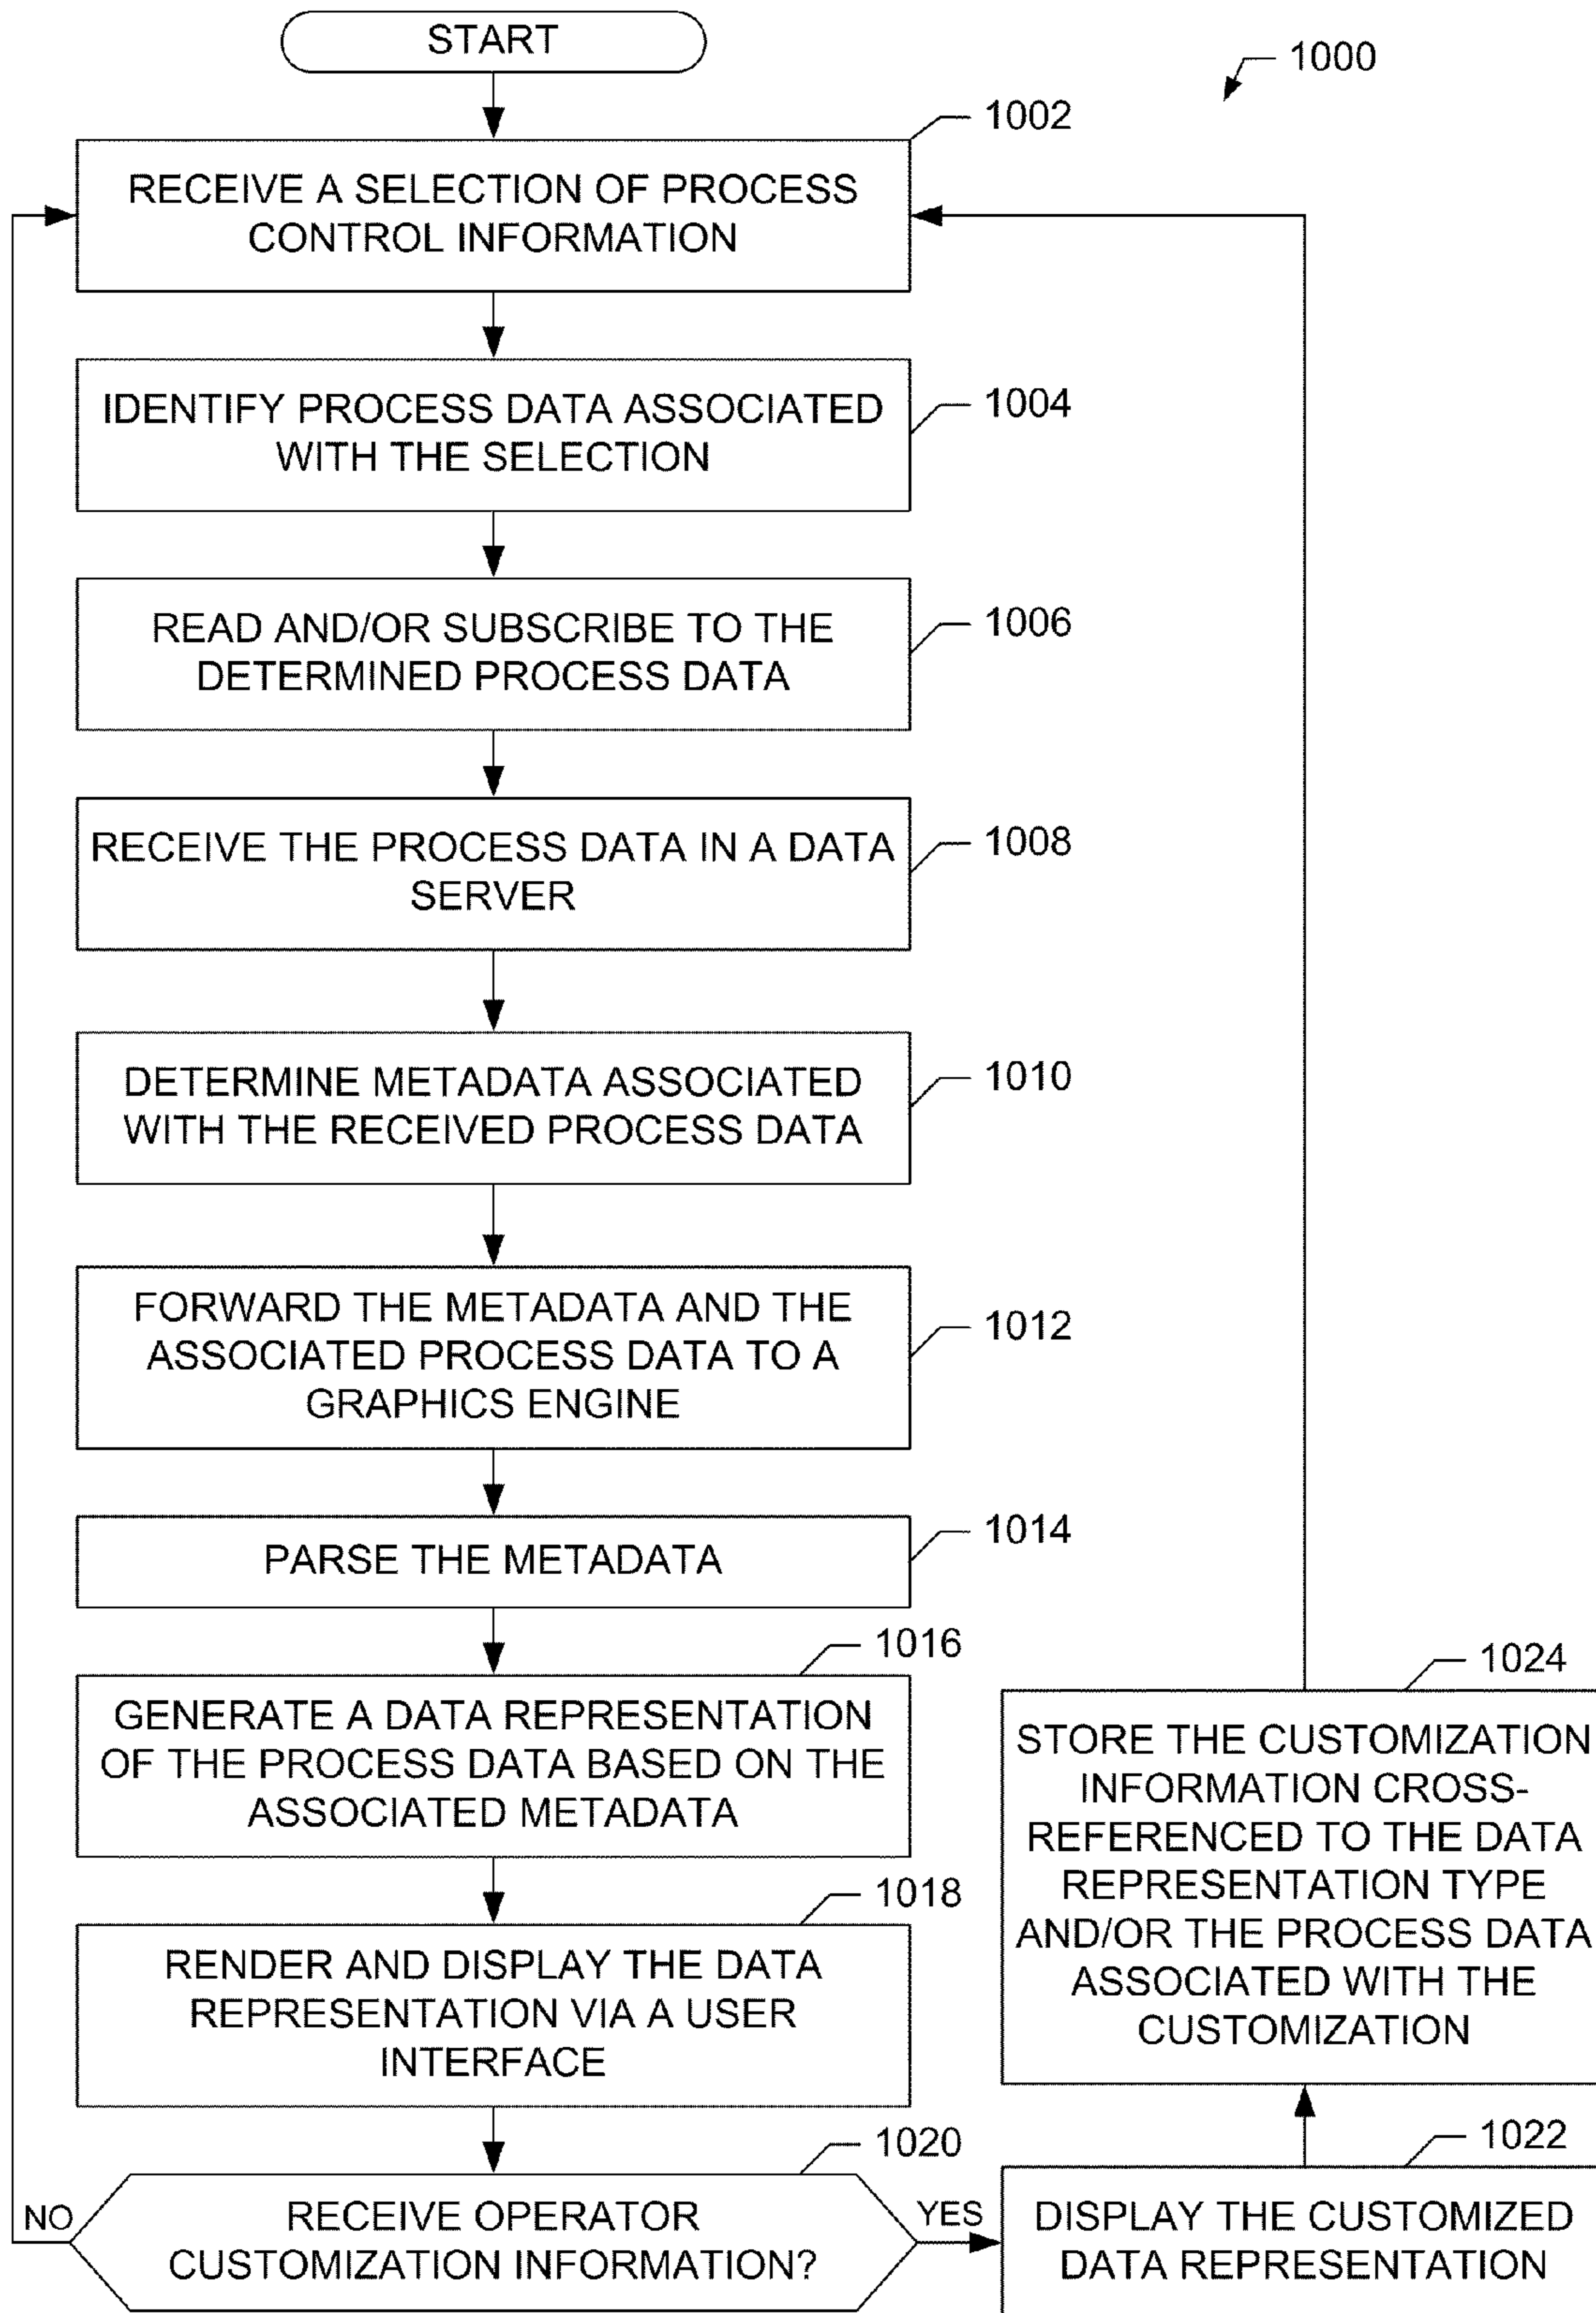 START
1000
1002
RECEIVE A SELECTION OF PROCESS
CONTROL INFORMATION
1004
IDENTIFY PROCESS DATA ASSOCIATED
WITH THE SELECTION
1006
READ AND/OR SUBSCRIBE TO THE
DETERMINED PROCESS DATA
1008
RECEIVE THE PROCESS DATA IN A DATA
SERVER
1010
DETERMINE METADATA ASSOCIATED
WITH THE RECEIVED PROCESS DATA
1012
FORWARD THE METADATA AND THE
ASSOCIATED PROCESS DATA TO A
GRAPHICS ENGINE
1014
PARSE THE METADATA
1016
GENERATE A DATA REPRESENTATION
OF THE PROCESS DATA BASED ON THE
ASSOCIATED METADATA
1018
RENDER AND DISPLAY THE DATA
REPRESENTATION VIA A USER
INTERFACE
1020
NO
RECEIVE OPERATOR
CUSTOMIZATION INFORMATION?
YES
1022
DISPLAY THE CUSTOMIZED
DATA REPRESENTATION
1024
STORE THE CUSTOMIZATION
INFORMATION CROSS-
REFERENCED TO THE DATA
REPRESENTATION TYPE
AND/OR THE PROCESS DATA
ASSOCIATED WITH THE
CUSTOMIZATION